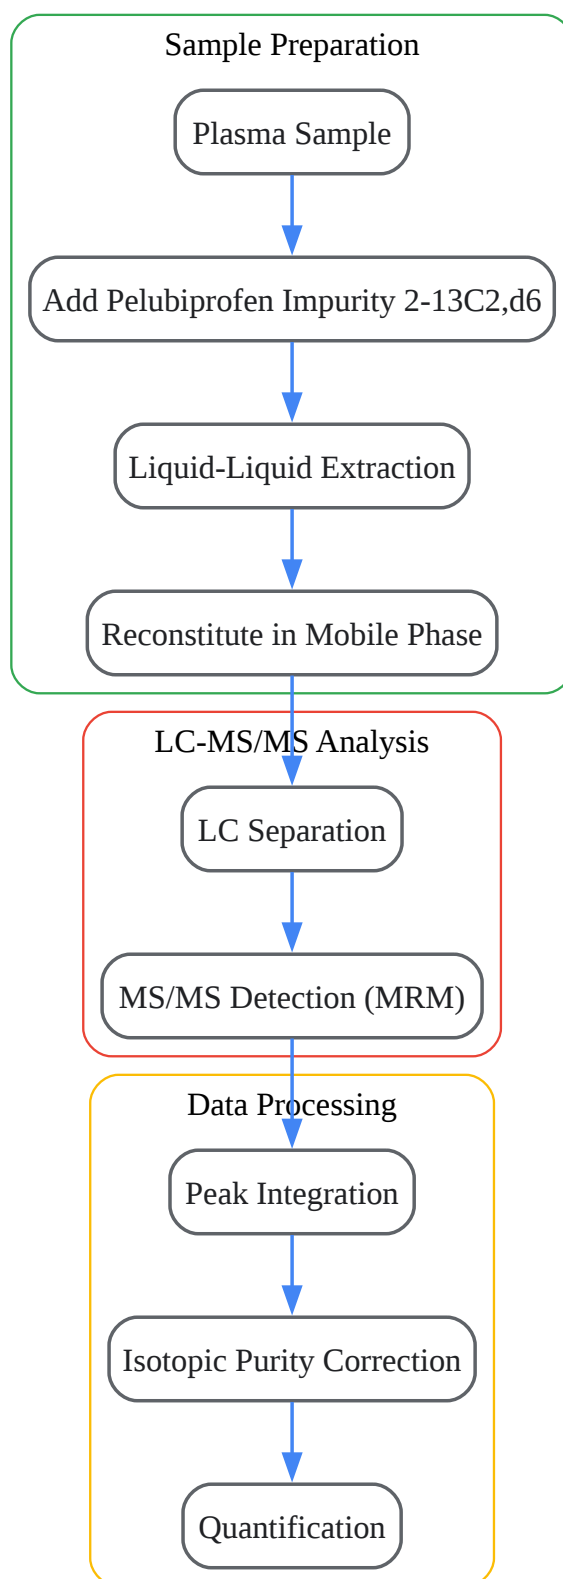 Sample Preparation
Plasma Sample
Add Pelubiprofen Impurity 2-13C2,d6
Liquid-Liquid Extraction
Reconstitute in Mobile Phase
LC-MS/MS Analysis
LC Separation
MS/MS Detection (MRM)
Data Processing
Peak Integration
Isotopic Purity Correction
Quantification